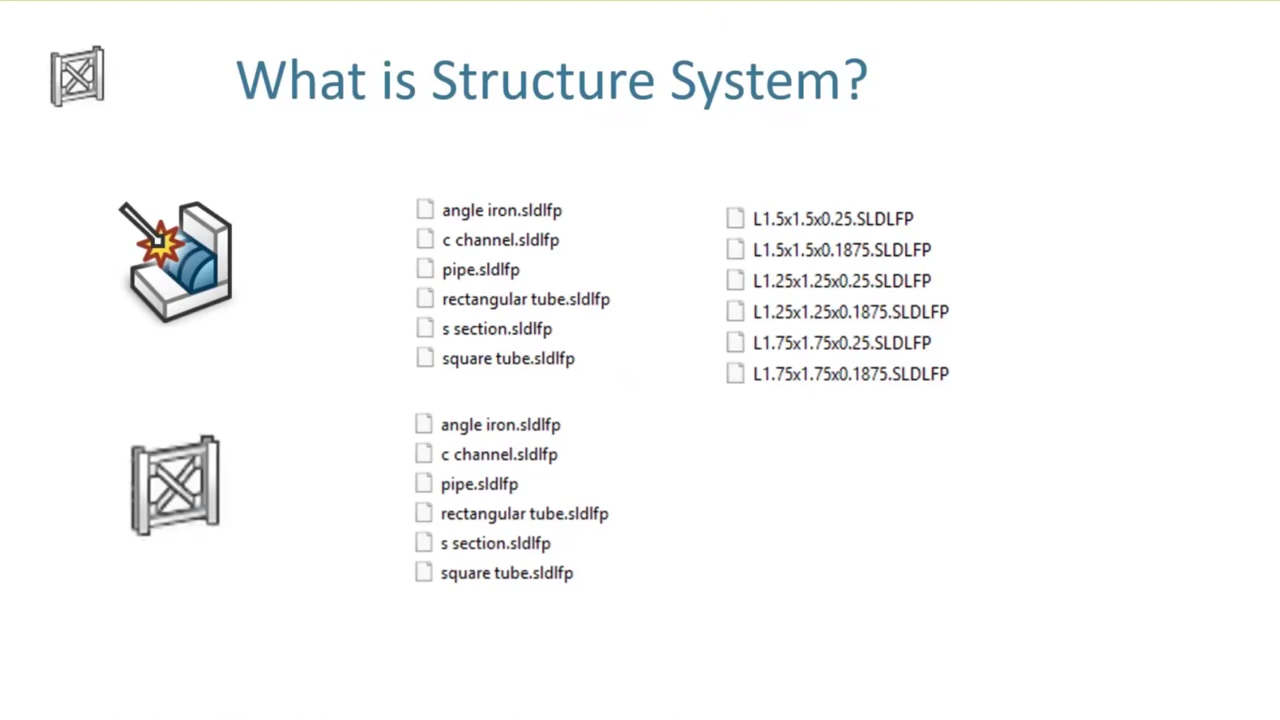 What is Structure System?
angle iron.sldlfp
c channel.sldlfp
pipe.sldlfp
rectangular tube.sldlfp
s section.sldlfp
square tube.sldlfp
L1.5x1.5x0.25.SLDLFP
L1.5x1.5x0.1875.SLDLFP
L1.25x1.25x0.25.SLDLFP
L1.25x1.25x0.1875.SLDLFP
L1.75x1.75x0.25.SLDLFP
L1.75x1.75x0.1875.SLDLFP
angle iron.sldlfp
c channel.sldlfp
pipe.sldlfp
rectangular tube.sldlfp
s section.sldlfp
square tube.sldlfp